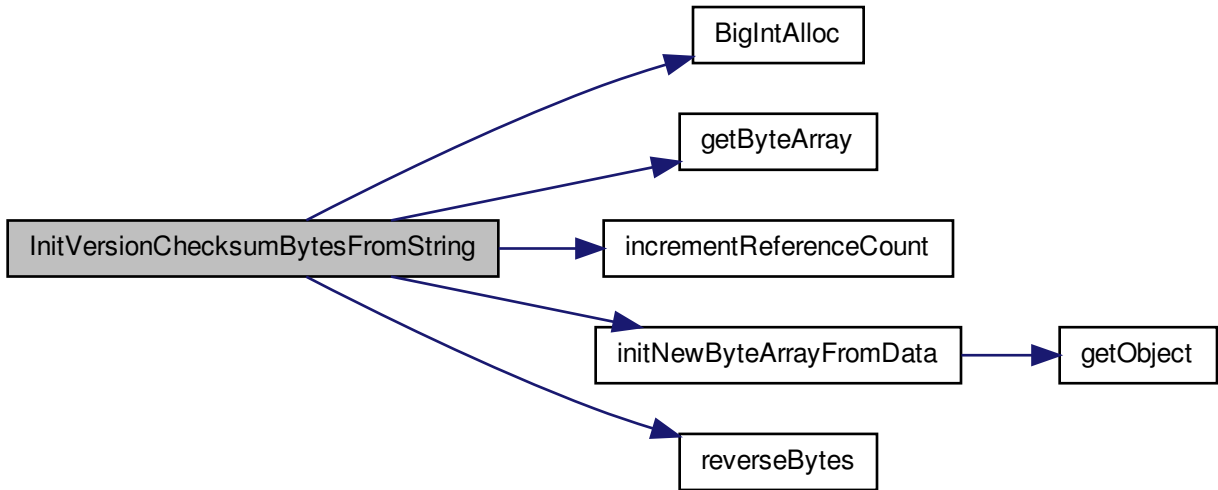 BigIntAlloc
getByteArray
InitVersionChecksumBytesFromString
incrementReferenceCount
initNewByteArrayFromData
getObject
reverseBytes